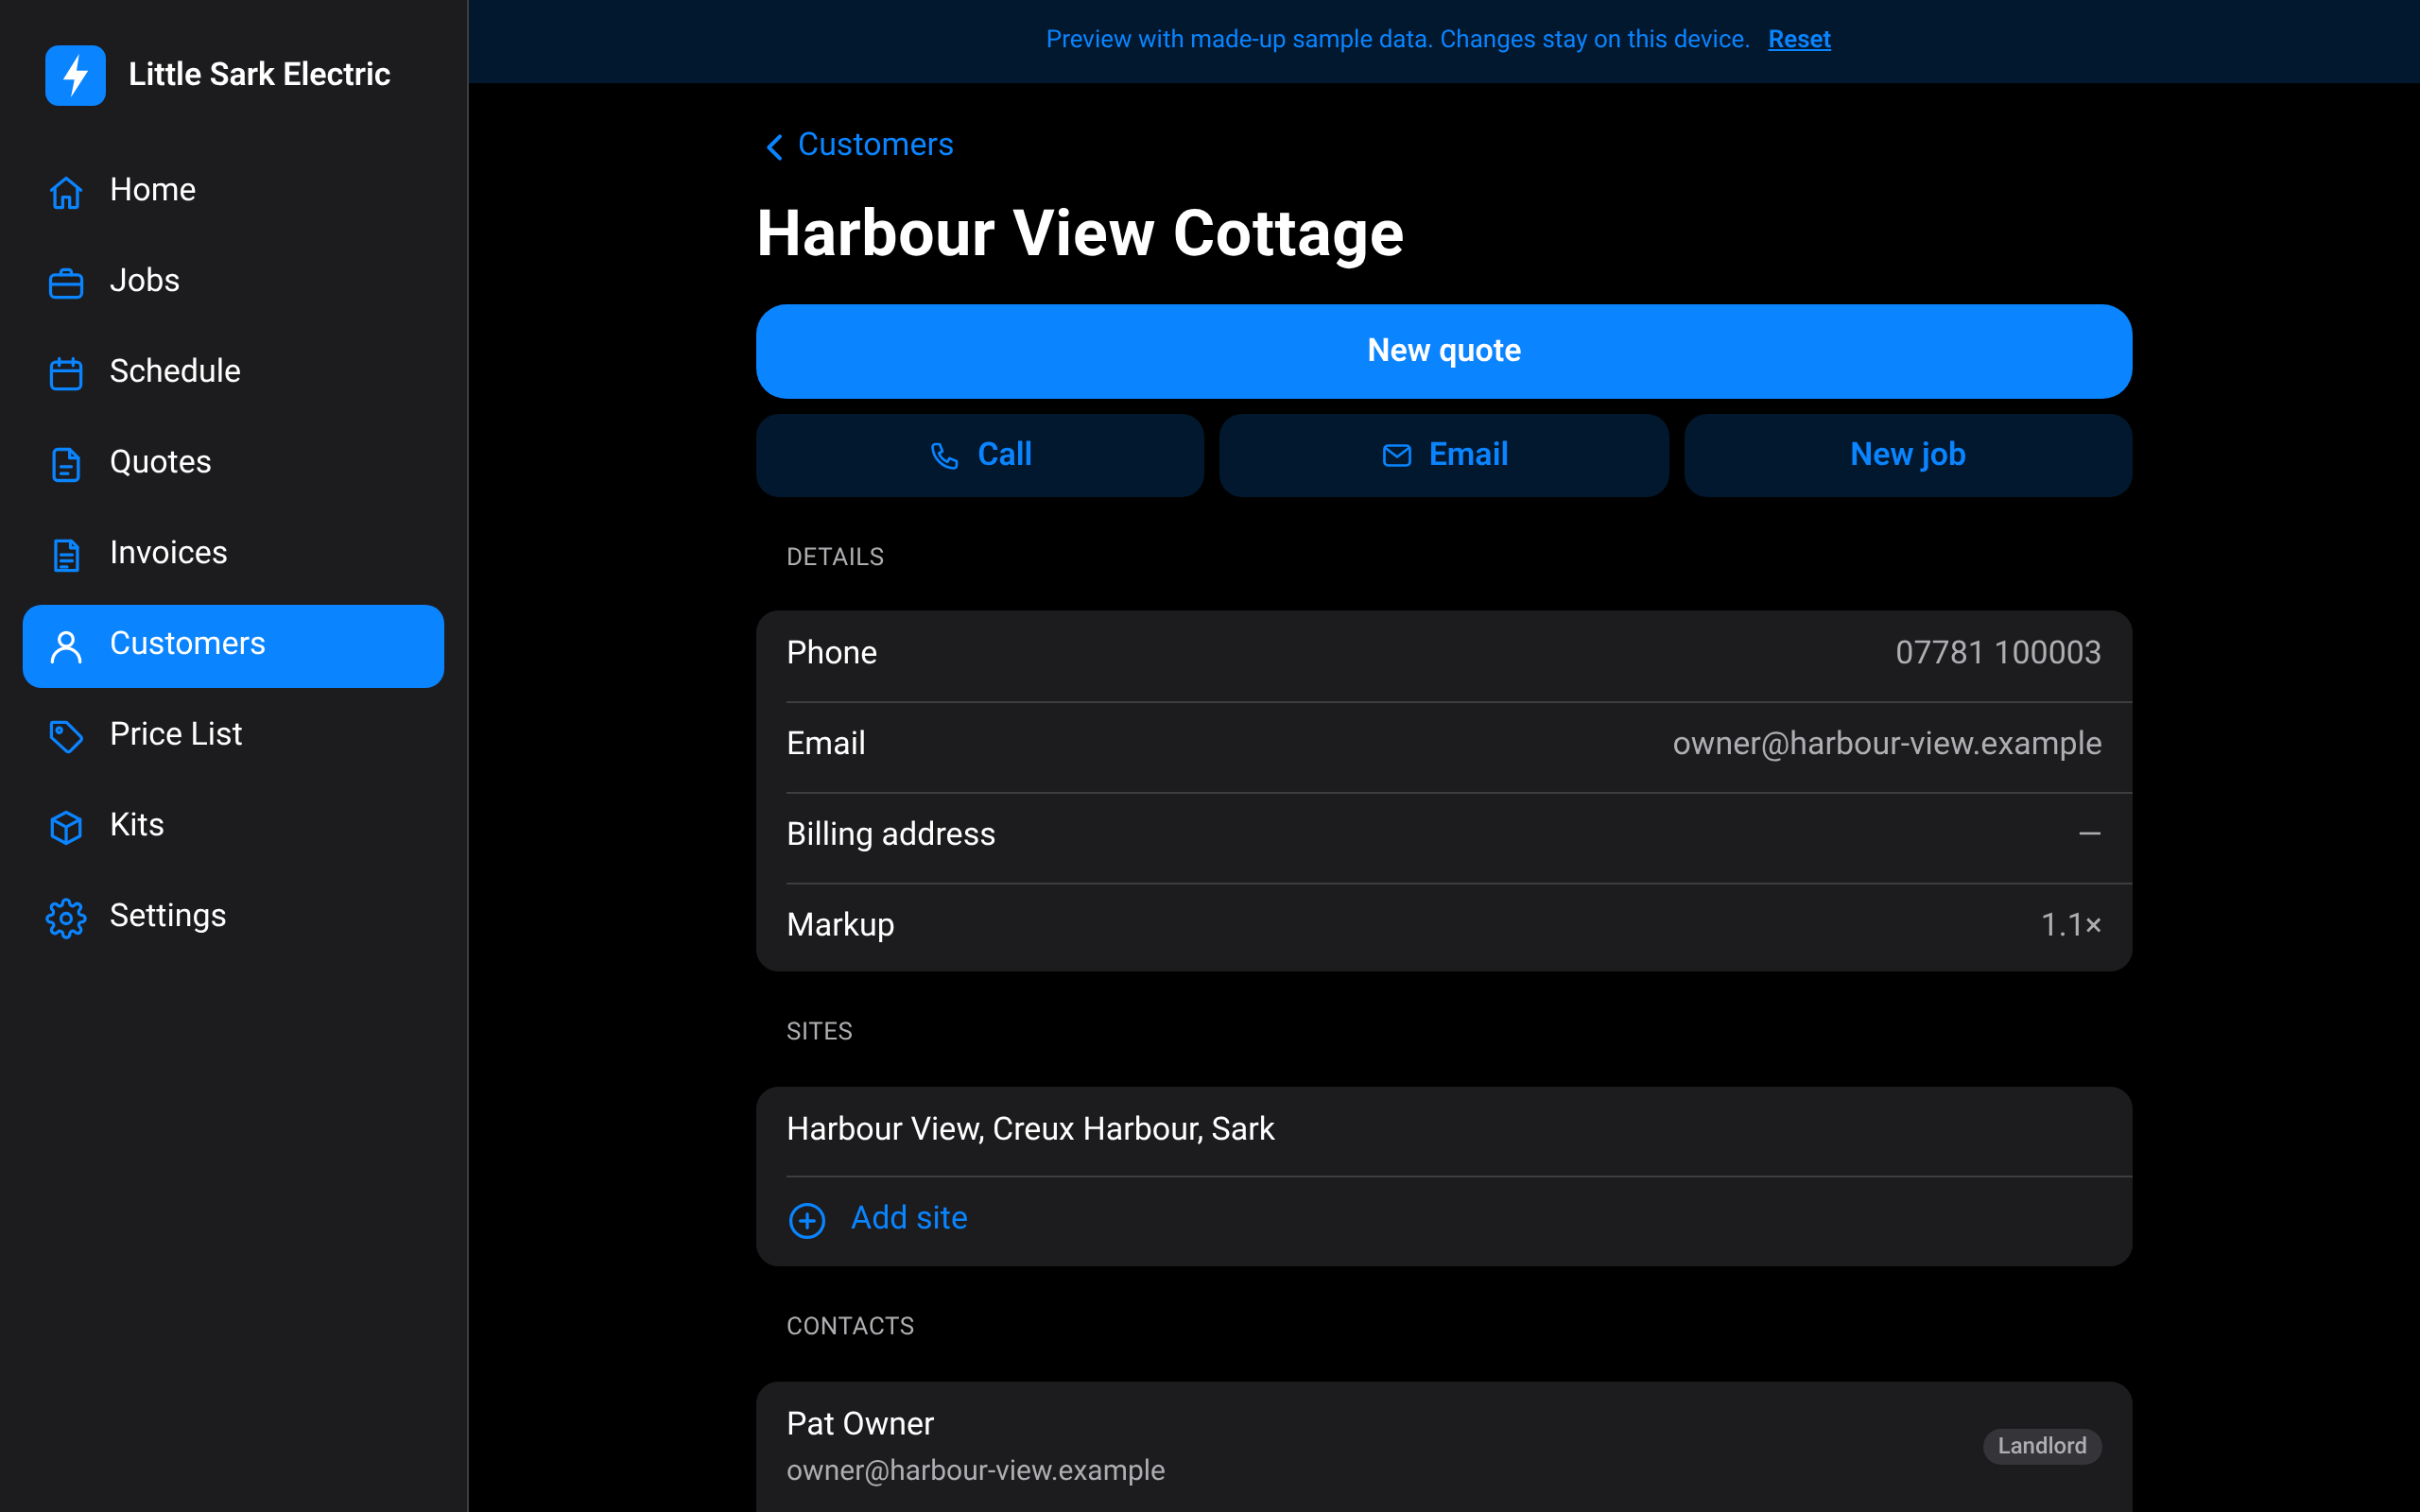 Little Sark Electric
Home
Jobs
Schedule
Quotes
Invoices
Customers
Price List
Kits
Settings
Preview with made-up sample data. Changes stay on this device. Reset
Customers
Harbour View Cottage
New quote
Call
Email
New job
DETAILS
Phone 07781 100003
Email owner@harbour-view.example
Billing address —
Markup 1.1×
SITES
Harbour View, Creux Harbour, Sark
Add site
CONTACTS
Pat Owner
Landlord
owner@harbour-view.example